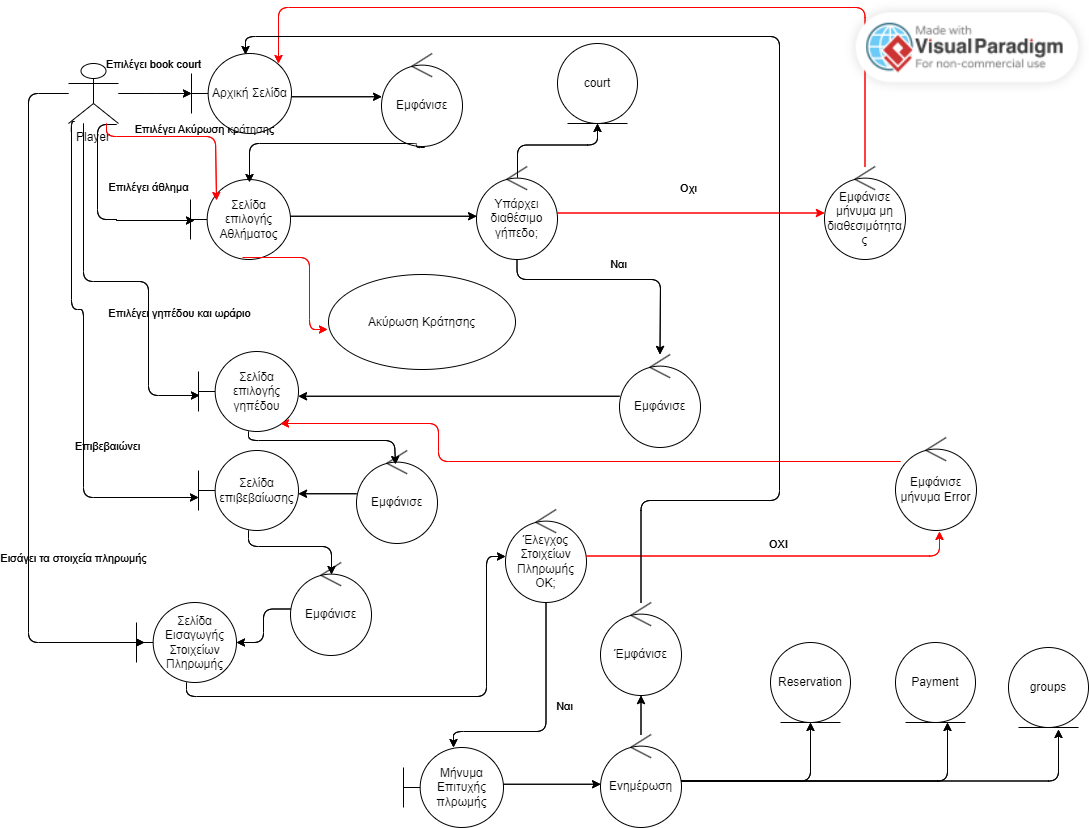 Made with
Visual Paradigm
For non-commercial use
Επιλέγει book court
Αρχική Σελίδα
Εμφάνισε
court
Player
Επιλέγει Ακύρωση κράτησης
Επιλέγει άθλημα
Σελίδα
επιλογής
Αθλήματος
Υπάρχει
διαθέσιμο
γήπεδο;
Οχι
Εμφάνισε
μήνυμα μη
διαθεσιμότητα
ς
Ναι
Επιλέγει γηπέδου και ωράριο
Ακύρωση Κράτησης
Σελίδα
επιλογής
γηπέδου
Εμφάνισε
Επιβεβαιώνει
Σελίδα
επιβεβαίωσης
Εμφάνισε
Εμφάνισε
μήνυμα Error
Εισάγει τα στοιχεία πληρωμής
Έλεγχος
Στοιχείων
Πληρωμής
ΟΚ;
ΟΧΙ
Εμφάνισε
Σελίδα
Εισαγωγής
Στοιχείων
Πληρωμής
Έμφάνισε
Reservation
Payment
groups
Ναι
Μήνυμα
Επιτυχής
πλρωμής
Ενημέρωση